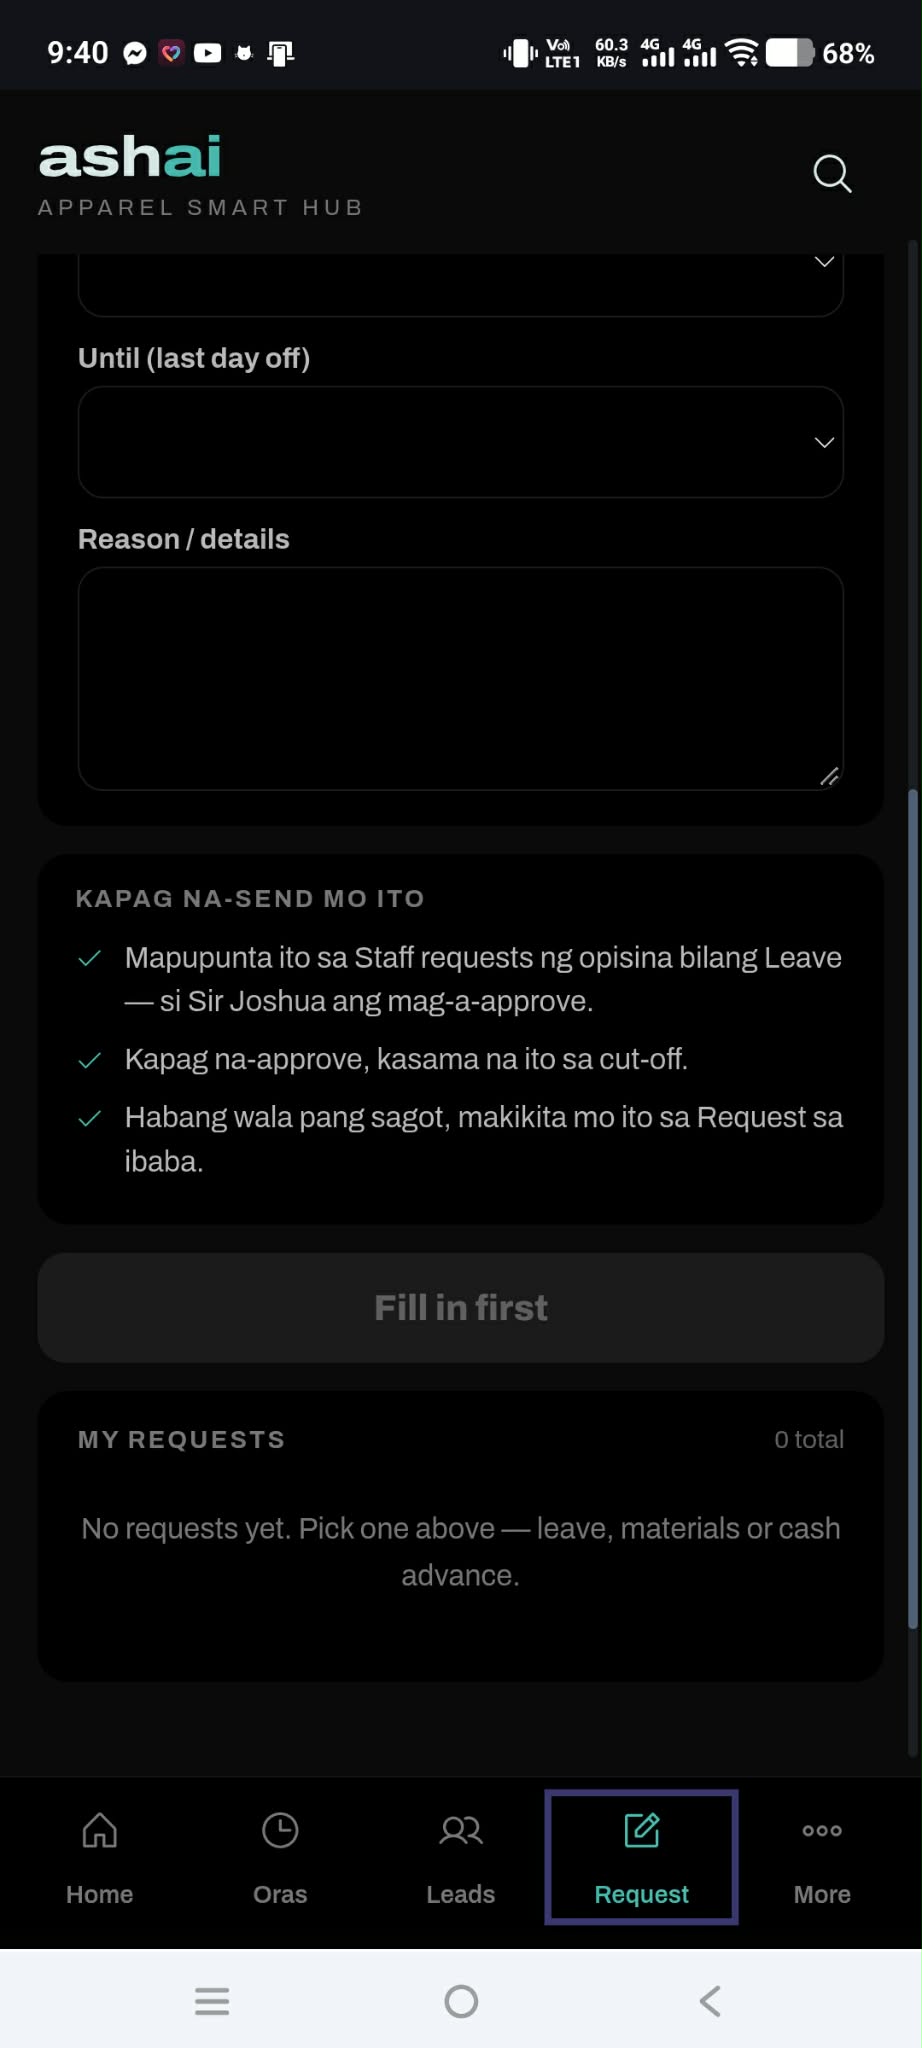 9:40
Vo) LTE1
60.3 KB/s
4G
4G
68%
ashai
APPAREL SMART HUB
Until (last day off)
Reason / details
KAPAG NA-SEND MO ITO
Mapupunta ito sa Staff requests ng opisina bilang Leave
— si Sir Joshua ang mag-a-approve.
Kapag na-approve, kasama na ito sa cut-off.
Habang wala pang sagot, makikita mo ito sa Request sa
ibaba.
Fill in first
MY REQUESTS
0 total
No requests yet. Pick one above — leave, materials or cash
advance.
Home
Oras
Leads
Request
More